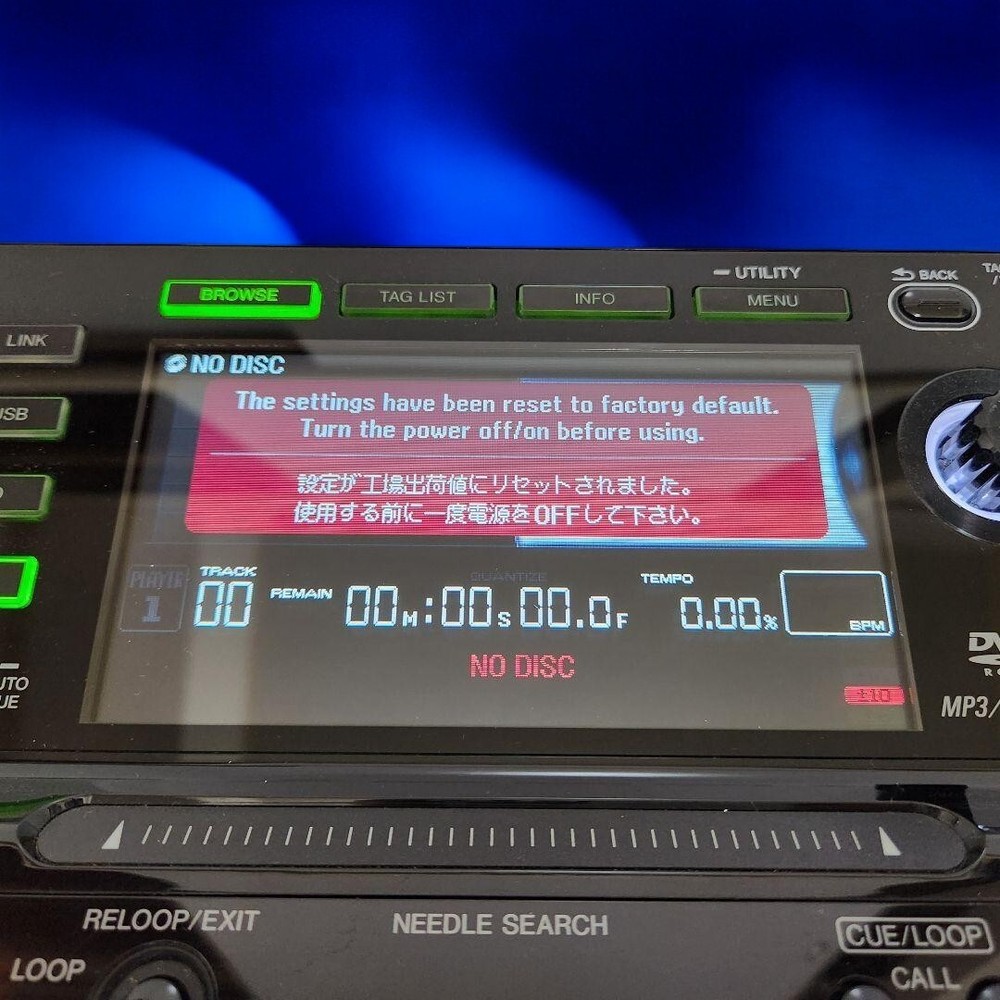 UTILITY
BACK
BROWSE
TAG LIST
INFO
MENU
LINK
NO DISC
The settings have been reset to factory default.
Turn the power off/on before using.
設定が工場出荷値にリセットされました。
使用する前に一度電源をOFFして下さい。
PLAYER
1
TRACK
00
REMAIN
00M:00S00.0F
QUANTIZE
TEMPO
0.00%
BPM
NO DISC
±10
MP3/
RELOOP/EXIT
NEEDLE SEARCH
CUE/LOOP
LOOP
CALL